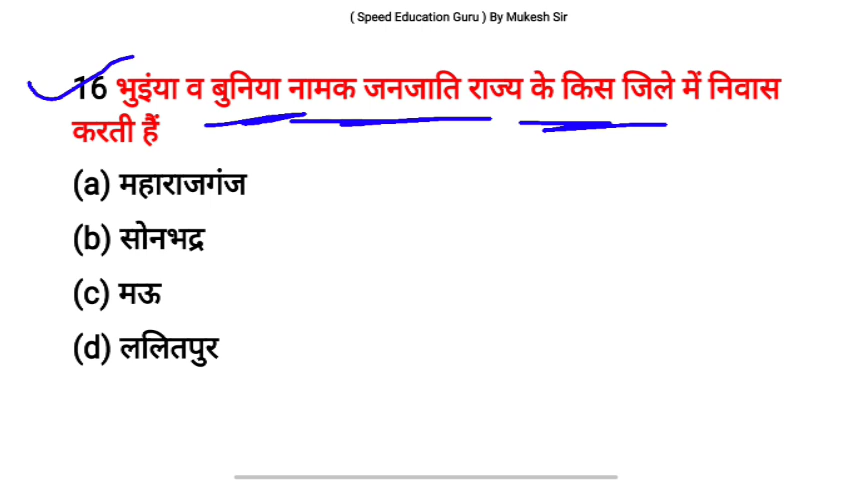 ( Speed Education Guru ) By Mukesh Sir
16 भुइंया व बुनिया नामक जनजाति राज्य के किस जिले में निवास
करती हैं
(a) महाराजगंज
(b) सोनभद्र
(c) मऊ
(d) ललितपुर